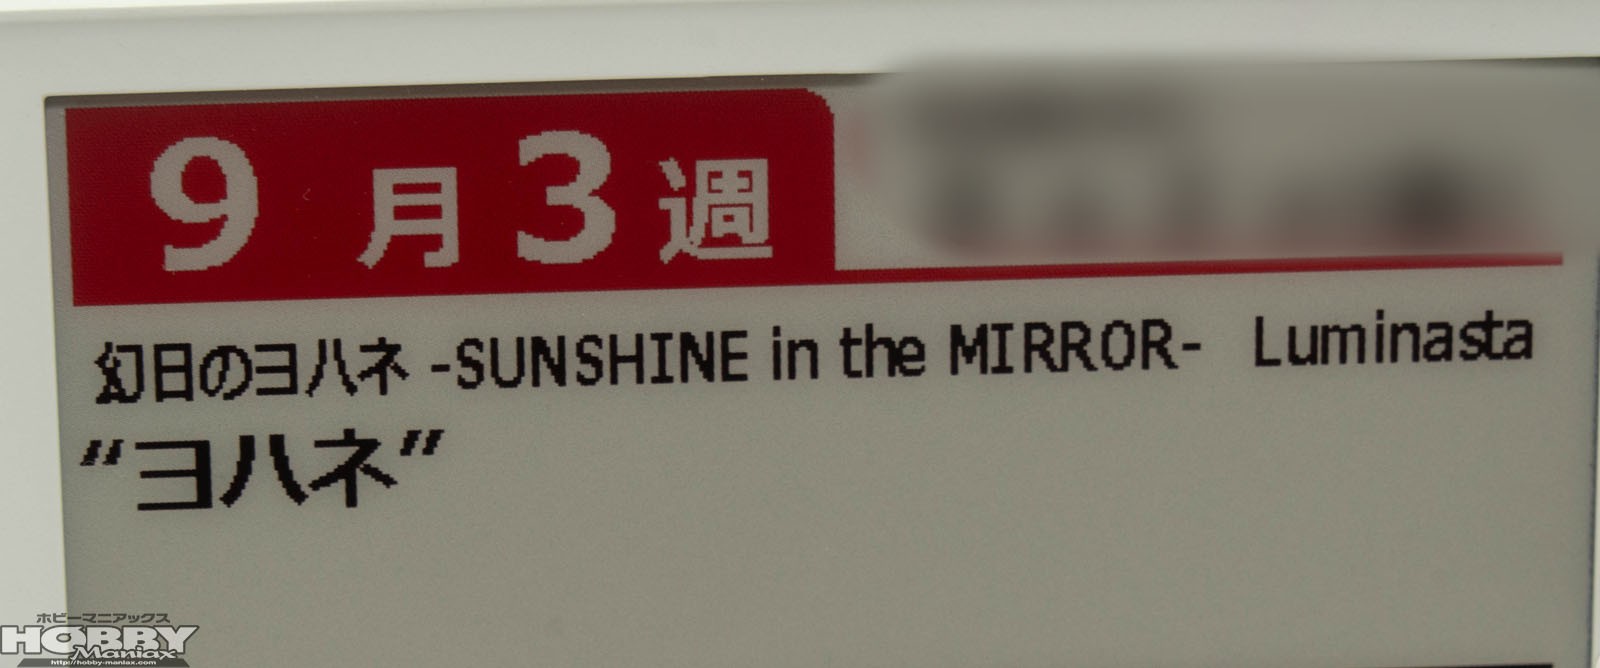 9月3週
幻日のヨハネ -SUNSHINE in the MIRROR- Luminasta
“ヨハネ”
ホビーマニアックス
HOBBY
Maniax
http://hobby-maniax.com